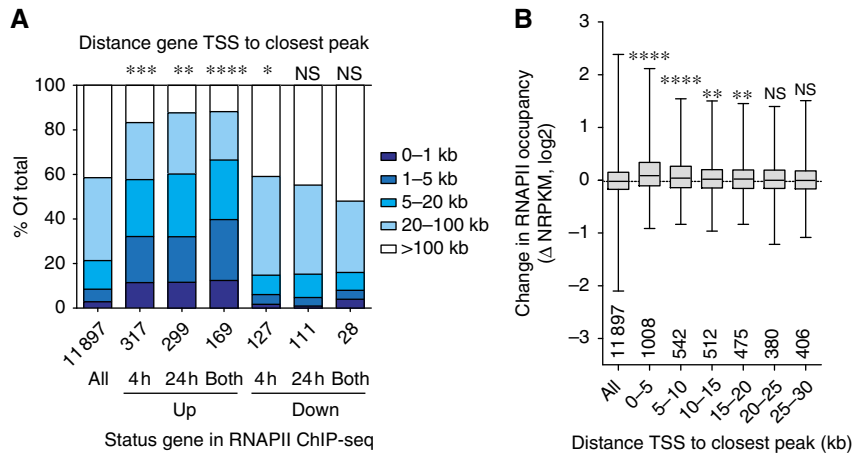 A
Distance gene TSS to closest peak
*** ** **** * NS NS
100
80
60
40
20
0
% Of total
0–1 kb
1–5 kb
5–20 kb
20–100 kb
>100 kb
11 897 317 299 169 127 111 28
All 4 h 24 h Both 4 h 24 h Both
Up Down
Status gene in RNAPII ChIP-seq
B
3
2
1
0
−1
−2
−3
Change in RNAPII occupancy
(Δ NRPKM, log2)
**** **** ** ** NS NS
11 897 1008 542 512 475 380 406
All 0–5 5–10 10–15 15–20 20–25 25–30
Distance TSS to closest peak (kb)